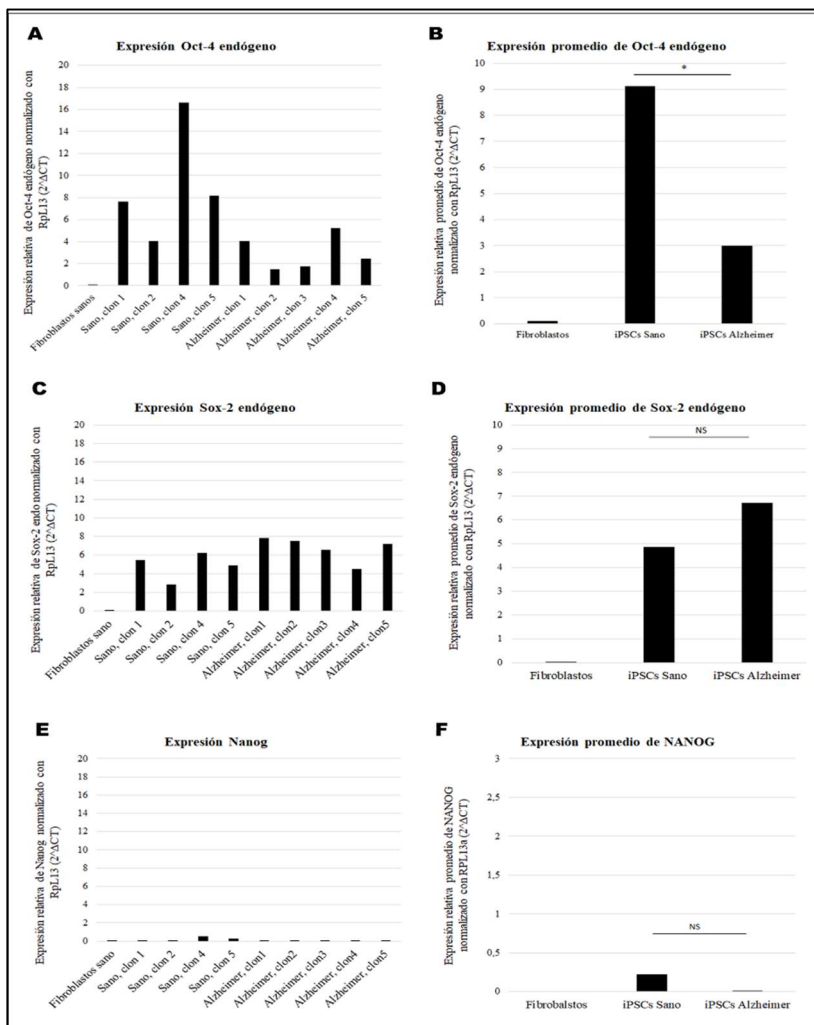 A
Expresión Oct-4 endógeno
Expresión relativa de Oct-4 endógeno normalizado con
RpL13 (2^ΔCT)
20
18
16
14
12
10
8
6
4
2
0
Fibroblastos sanos
Sano, clon 1
Sano, clon 2
Sano, clon 4
Sano, clon 5
Alzheimer, clon 1
Alzheimer, clon 2
Alzheimer, clon 3
Alzheimer, clon 4
Alzheimer, clon 5
B
Expresión promedio de Oct-4 endógeno
Expresión relativa promedio de Oct-4 endógeno
normalizado con RpL13 (2^ΔCT)
10
9
8
7
6
5
4
3
2
1
0
*
Fibroblastos
iPSCs Sano
iPSCs Alzheimer
C
Expresión Sox-2 endógeno
Expresión relativa de Sox-2 endo normalizado con
RpL13 (2^ΔCT)
20
18
16
14
12
10
8
6
4
2
0
Fibroblastos sano
Sano, clon 1
Sano, clon 2
Sano, clon 4
Sano, clon 5
Alzheimer, clon1
Alzheimer, clon2
Alzheimer, clon3
Alzheimer, clon4
Alzheimer, clon5
D
Expresión promedio de Sox-2 endógeno
Expresión relativa promedio de Sox-2 endógeno
normalizado con RpL13 (2^ΔCT)
10
9
8
7
6
5
4
3
2
1
0
NS
Fibroblastos
iPSCs Sano
iPSCs Alzheimer
E
Expresión Nanog
Expresión relativa de Nanog normalizado con
RpL13 (2^ΔCT)
20
18
16
14
12
10
8
6
4
2
0
Fibroblastos sano
Sano, clon 1
Sano, clon 2
Sano, clon 4
Sano, clon 5
Alzheimer, clon1
Alzheimer, clon2
Alzheimer, clon3
Alzheimer, clon4
Alzheimer, clon5
F
Expresión promedio de NANOG
Expresión relativa promedio de NANOG
normalizado con RPL13a (2^ΔCT)
3
2,5
2
1,5
1
0,5
0
NS
Fibrobalstos
iPSCs Sano
iPSCs Alzheimer